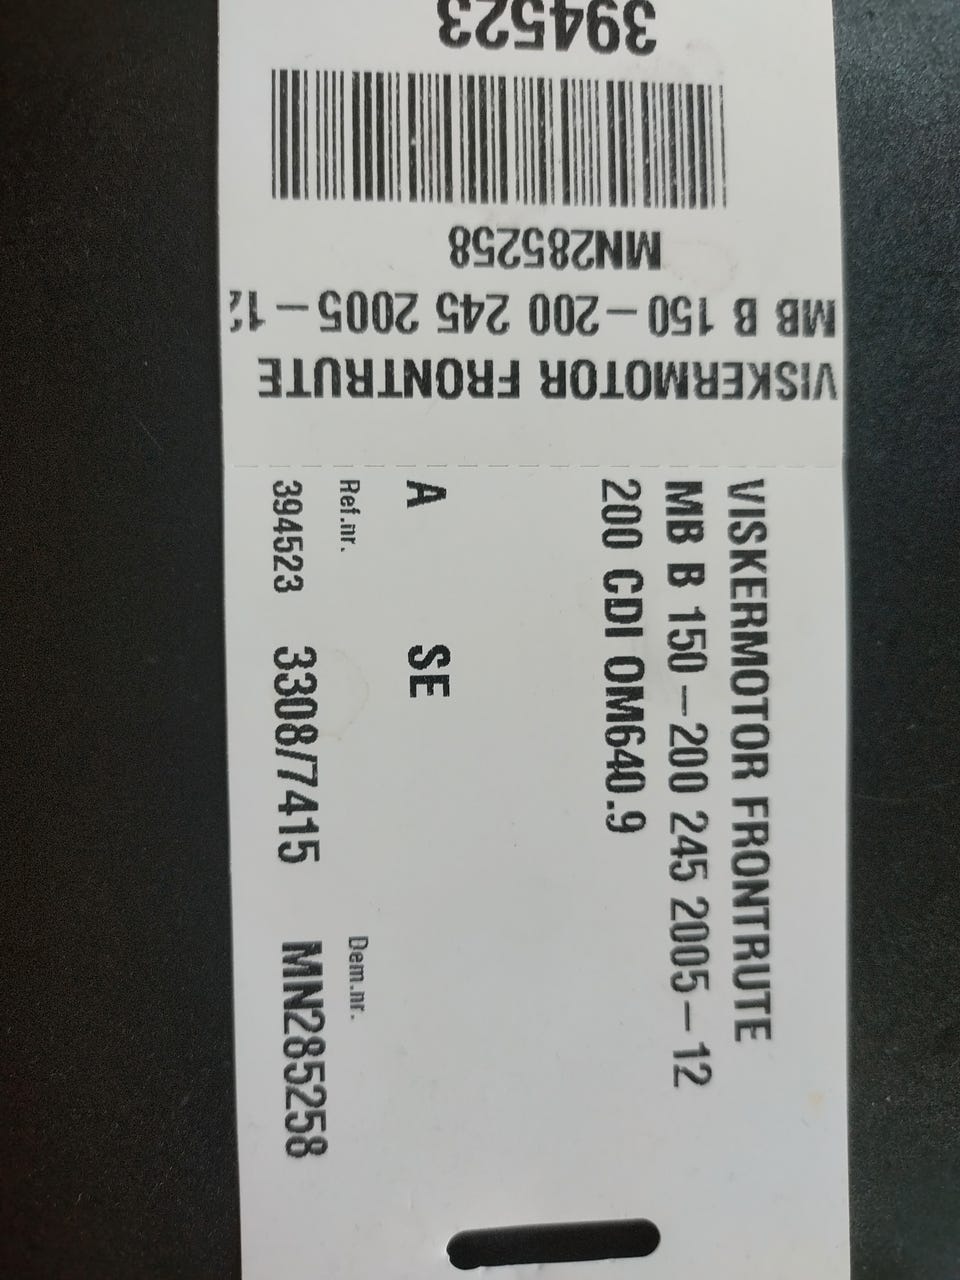 394523
MN285258
MB B 150-200 245 2005-12
VISKERMOTOR FRONTRUTE
VISKERMOTOR FRONTRUTE
MB B 150-200 245 2005-12
200 CDI OM640.9
A SE
Ref.nr. Dem.nr.
394523 3308/7415 MN285258